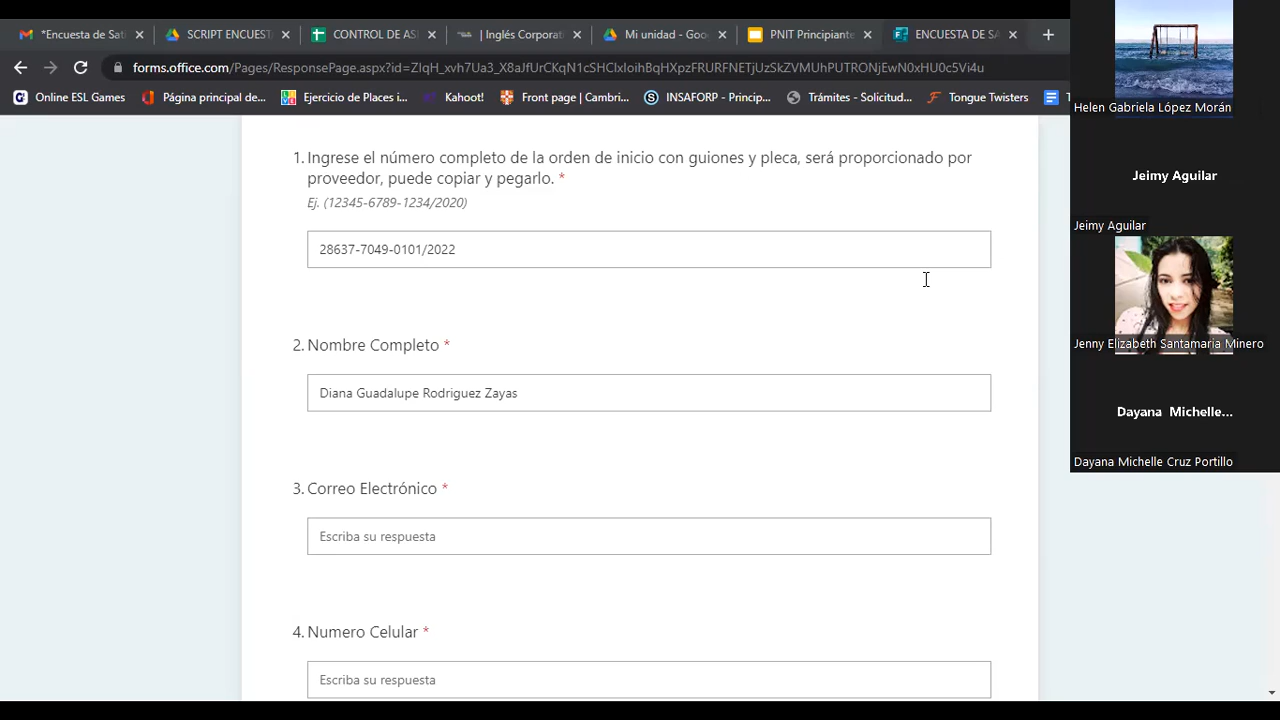 *Encuesta de Sati
SCRIPT ENCUEST
CONTROL DE AS
Inglés Corporat
Mi unidad - Goo
PNIT Principiante
ENCUESTA DE SA
forms.office.com/Pages/ResponsePage.aspx?id=
Online ESL Games
Página principal de...
Ejercicio de Places i...
Kahoot!
Front page | Cambri...
INSAFORP - Princip...
Trámites - Solicitud...
Tongue Twisters
1. Ingrese el número completo de la orden de inicio con guiones y pleca, será proporcionado por
proveedor, puede copiar y pegarlo. *
Ej. (12345-6789-1234/2020)
28637-7049-0101/2022
2. Nombre Completo *
Diana Guadalupe Rodriguez Zayas
3. Correo Electrónico *
Escriba su respuesta
4. Numero Celular *
Escriba su respuesta
Helen Gabriela López Morán
Jeimy Aguilar
Jeimy Aguilar
Jenny Elizabeth Santamaria Minero
Dayana Michelle...
Dayana Michelle Cruz Portillo